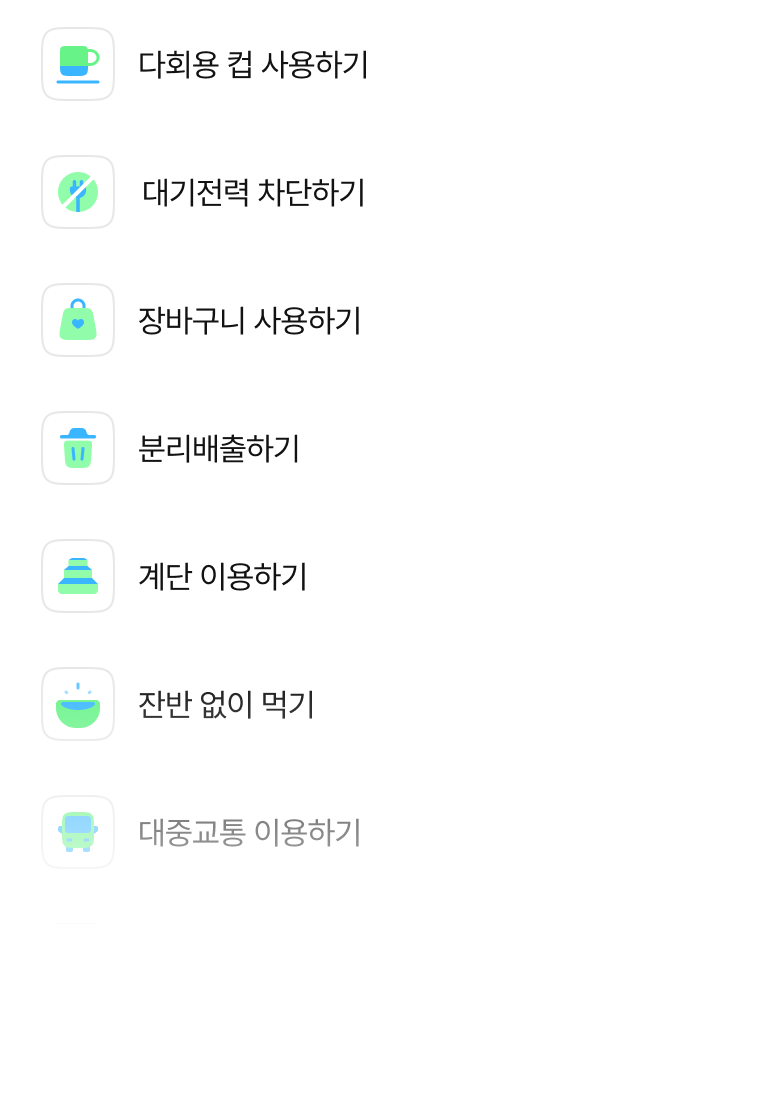 다회용 컵 사용하기
대기전력 차단하기
장바구니 사용하기
분리배출하기
계단 이용하기
잔반 없이 먹기
대중교통 이용하기